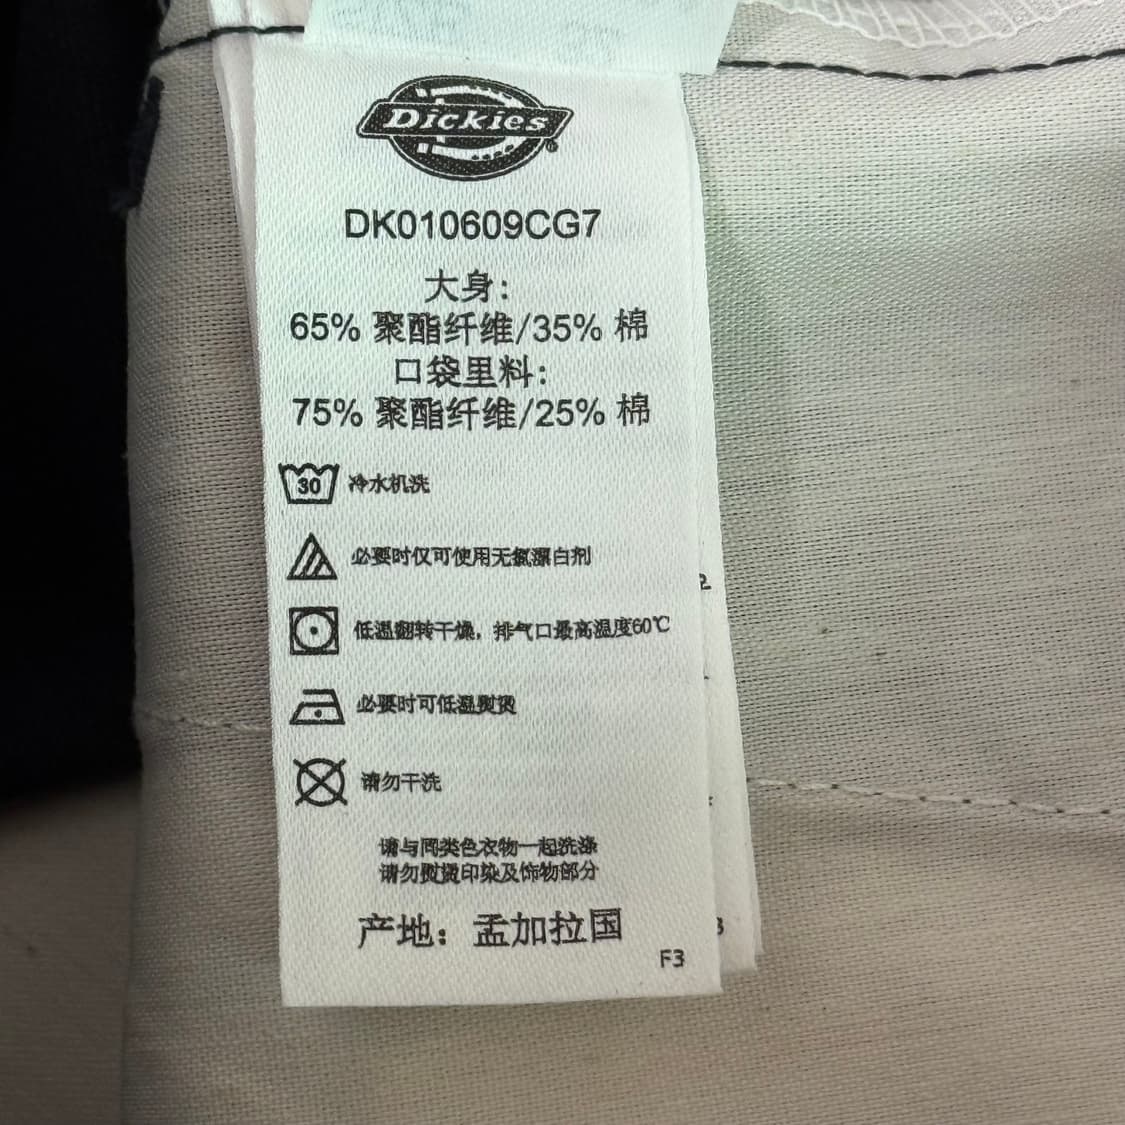 Dickies
DK010609CG7
大身:
65% 聚酯纤维/35% 棉
口袋里料:
75% 聚酯纤维/25% 棉
30 冷水机洗
必要时仅可使用无氯漂白剂
低温翻转干燥，排气口最高温度60℃
必要时可低温熨烫
请勿干洗
请与同类色衣物一起洗涤
请勿熨烫印染及饰物部分
产地：孟加拉国
F3